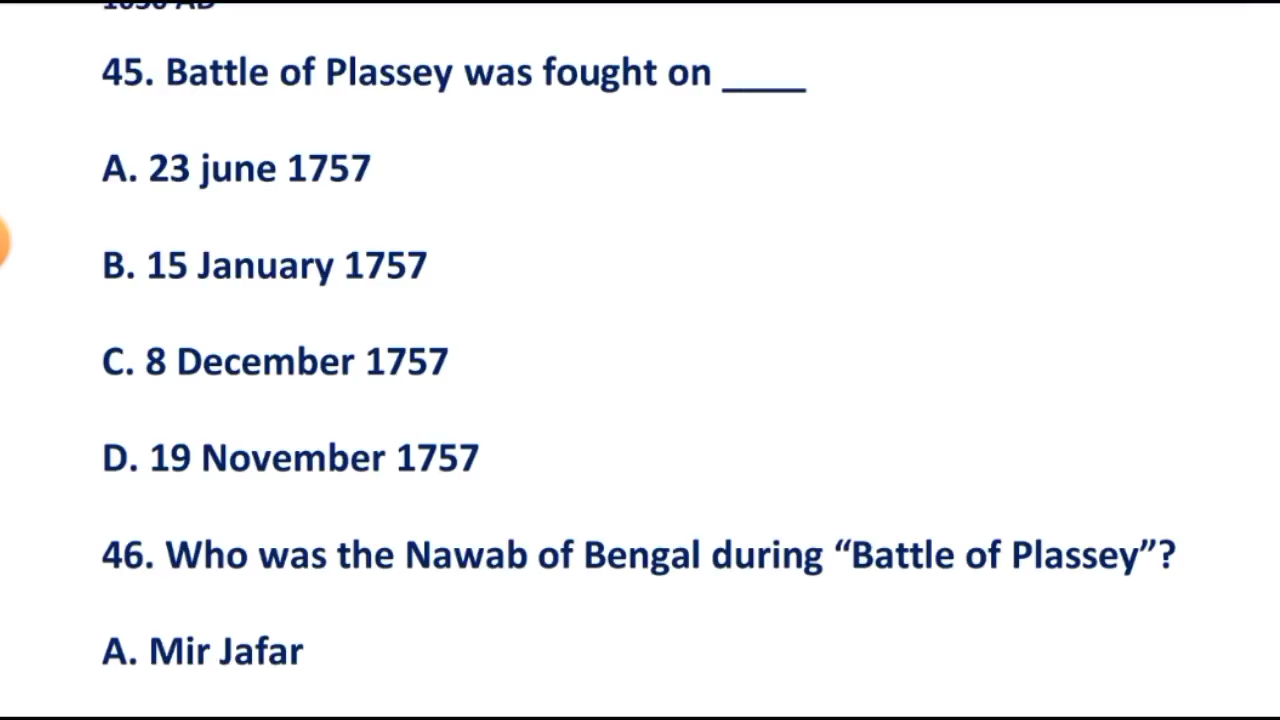 45. Battle of Plassey was fought on ____
A. 23 june 1757
B. 15 January 1757
C. 8 December 1757
D. 19 November 1757
46. Who was the Nawab of Bengal during “Battle of Plassey”?
A. Mir Jafar